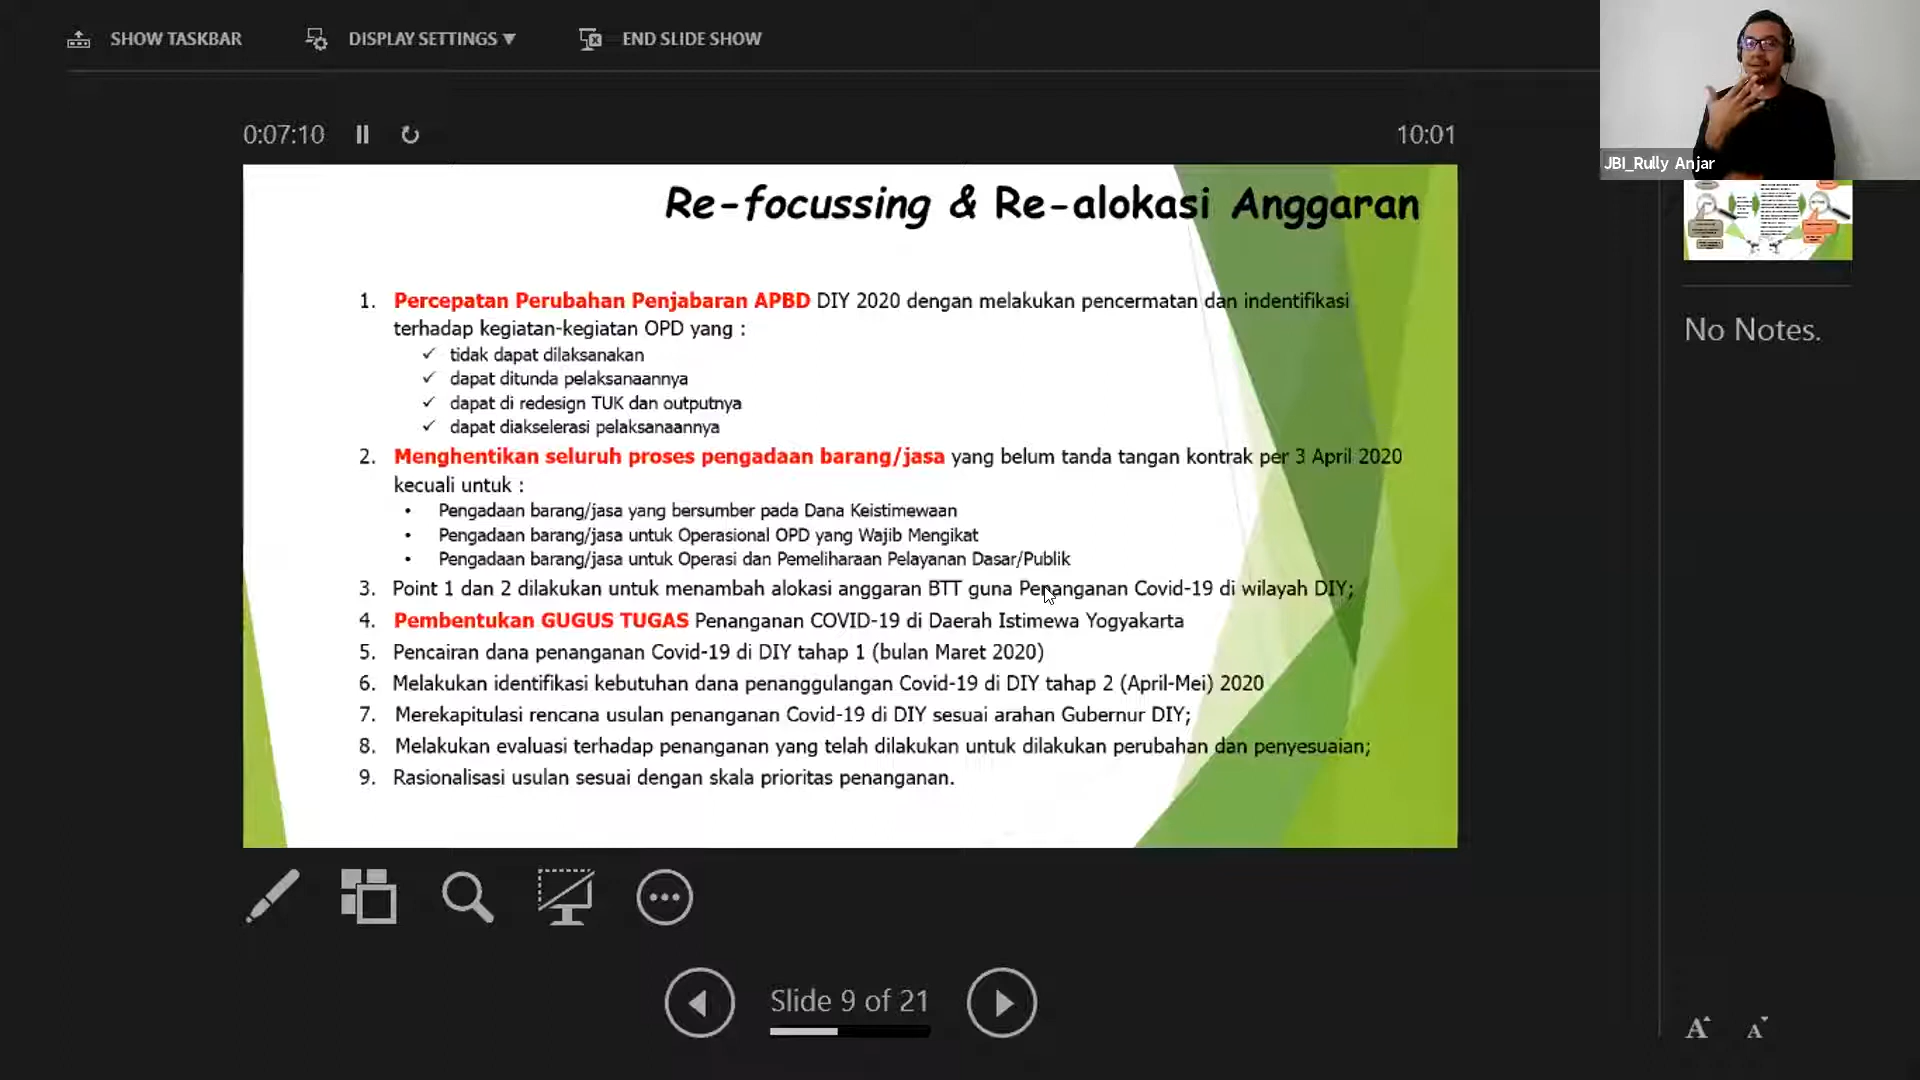 SHOW TASKBAR
DISPLAY SETTINGS
END SLIDE SHOW
0:07:10
10:01
JBI_Rully Anjar
Re-focussing & Re-alokasi Anggaran
1. Percepatan Perubahan Penjabaran APBD DIY 2020 dengan melakukan pencermatan dan indentifikasi
terhadap kegiatan-kegiatan OPD yang :
✓ tidak dapat dilaksanakan
✓ dapat ditunda pelaksanaannya
✓ dapat di redesign TUK dan outputnya
✓ dapat diakselerasi pelaksanaannya
2. Menghentikan seluruh proses pengadaan barang/jasa yang belum tanda tangan kontrak per 3 April 2020
kecuali untuk :
• Pengadaan barang/jasa yang bersumber pada Dana Keistimewaan
• Pengadaan barang/jasa untuk Operasional OPD yang Wajib Mengikat
• Pengadaan barang/jasa untuk Operasi dan Pemeliharaan Pelayanan Dasar/Publik
3. Point 1 dan 2 dilakukan untuk menambah alokasi anggaran BTT guna Penanganan Covid-19 di wilayah DIY;
4. Pembentukan GUGUS TUGAS Penanganan COVID-19 di Daerah Istimewa Yogyakarta
5. Pencairan dana penanganan Covid-19 di DIY tahap 1 (bulan Maret 2020)
6. Melakukan identifikasi kebutuhan dana penanggulangan Covid-19 di DIY tahap 2 (April-Mei) 2020
7. Merekapitulasi rencana usulan penanganan Covid-19 di DIY sesuai arahan Gubernur DIY;
8. Melakukan evaluasi terhadap penanganan yang telah dilakukan untuk dilakukan perubahan dan penyesuaian;
9. Rasionalisasi usulan sesuai dengan skala prioritas penanganan.
No Notes.
Slide 9 of 21
A A